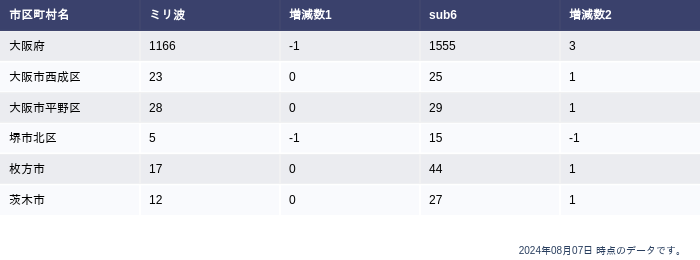 市区町村名 ミリ波 増減数1 sub6 増減数2
大阪府 1166 -1 1555 3
大阪市西成区 23 0 25 1
大阪市平野区 28 0 29 1
堺市北区 5 -1 15 -1
枚方市 17 0 44 1
茨木市 12 0 27 1
2024年08月07日 時点のデータです。